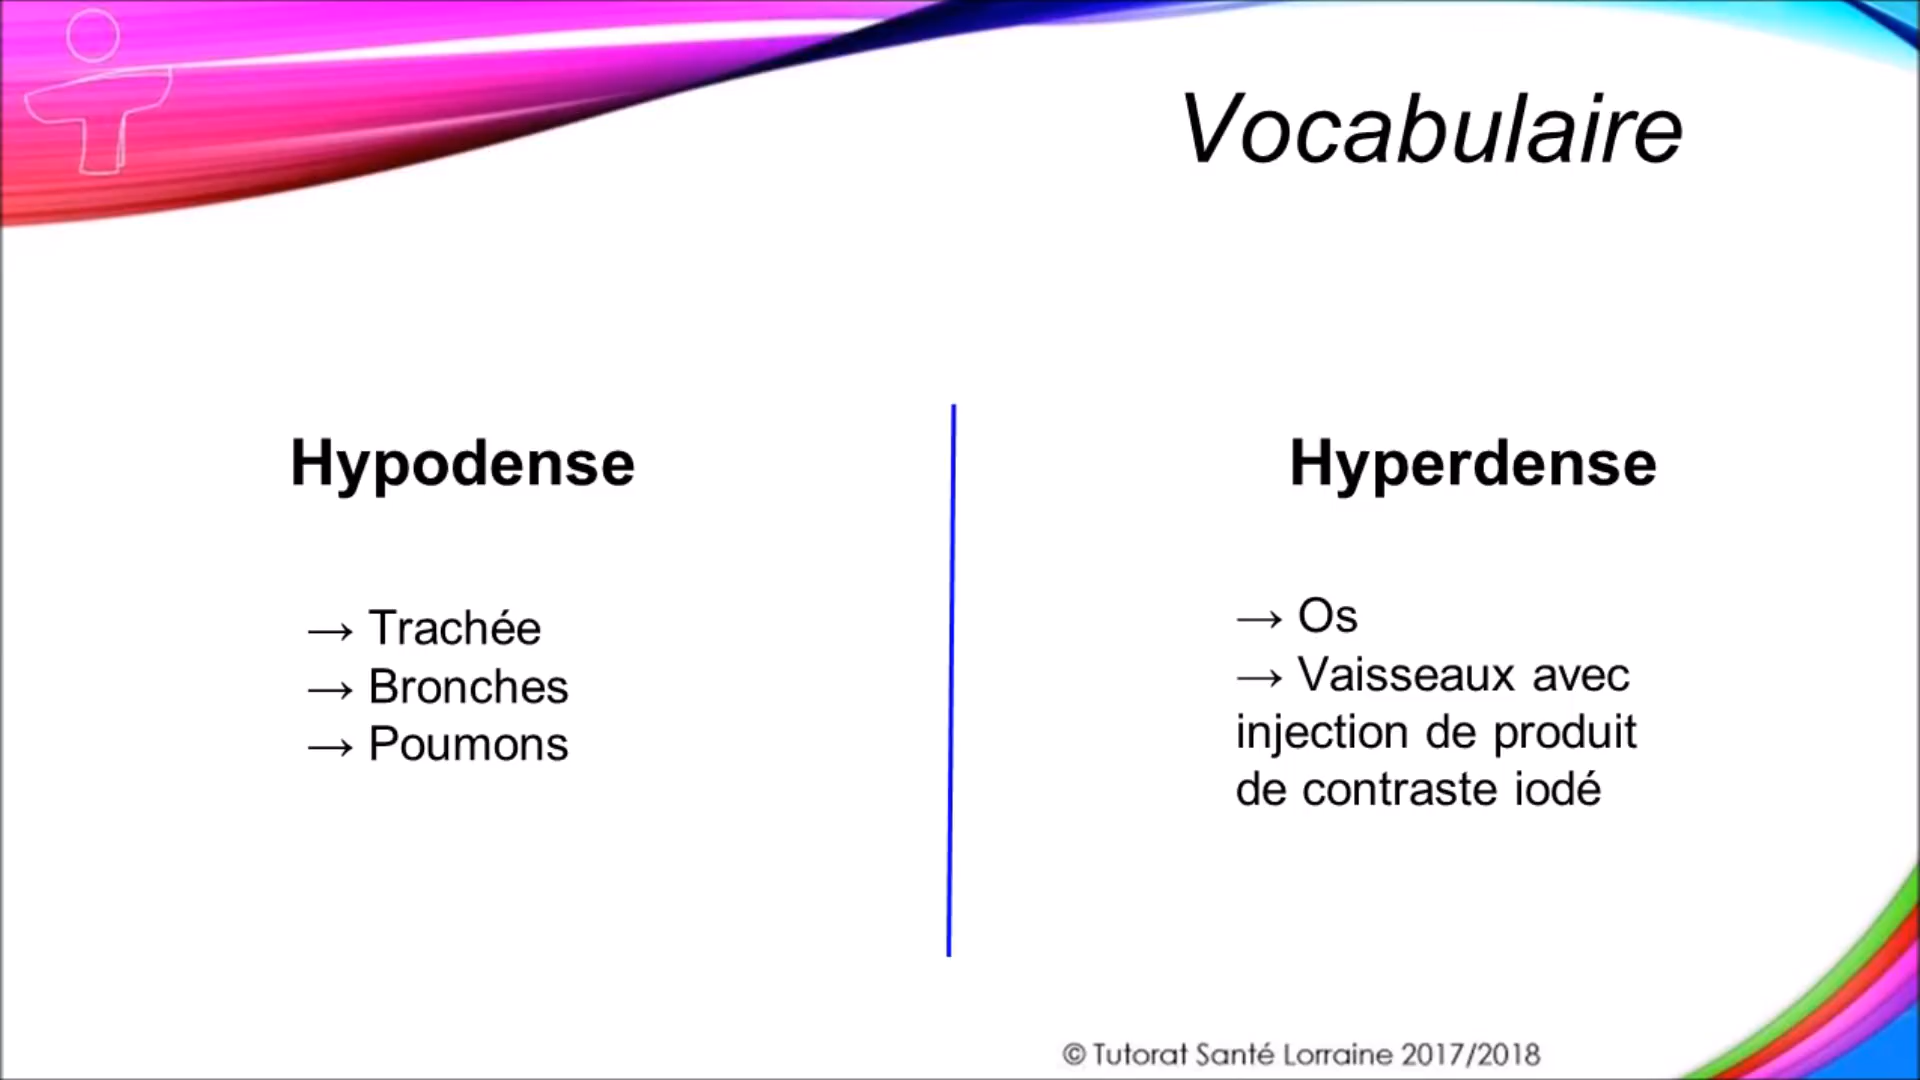 Vocabulaire
Hypodense
→ Trachée
→ Bronches
→ Poumons
Hyperdense
→ Os
→ Vaisseaux avec
injection de produit
de contraste iodé
© Tutorat Santé Lorraine 2017/2018